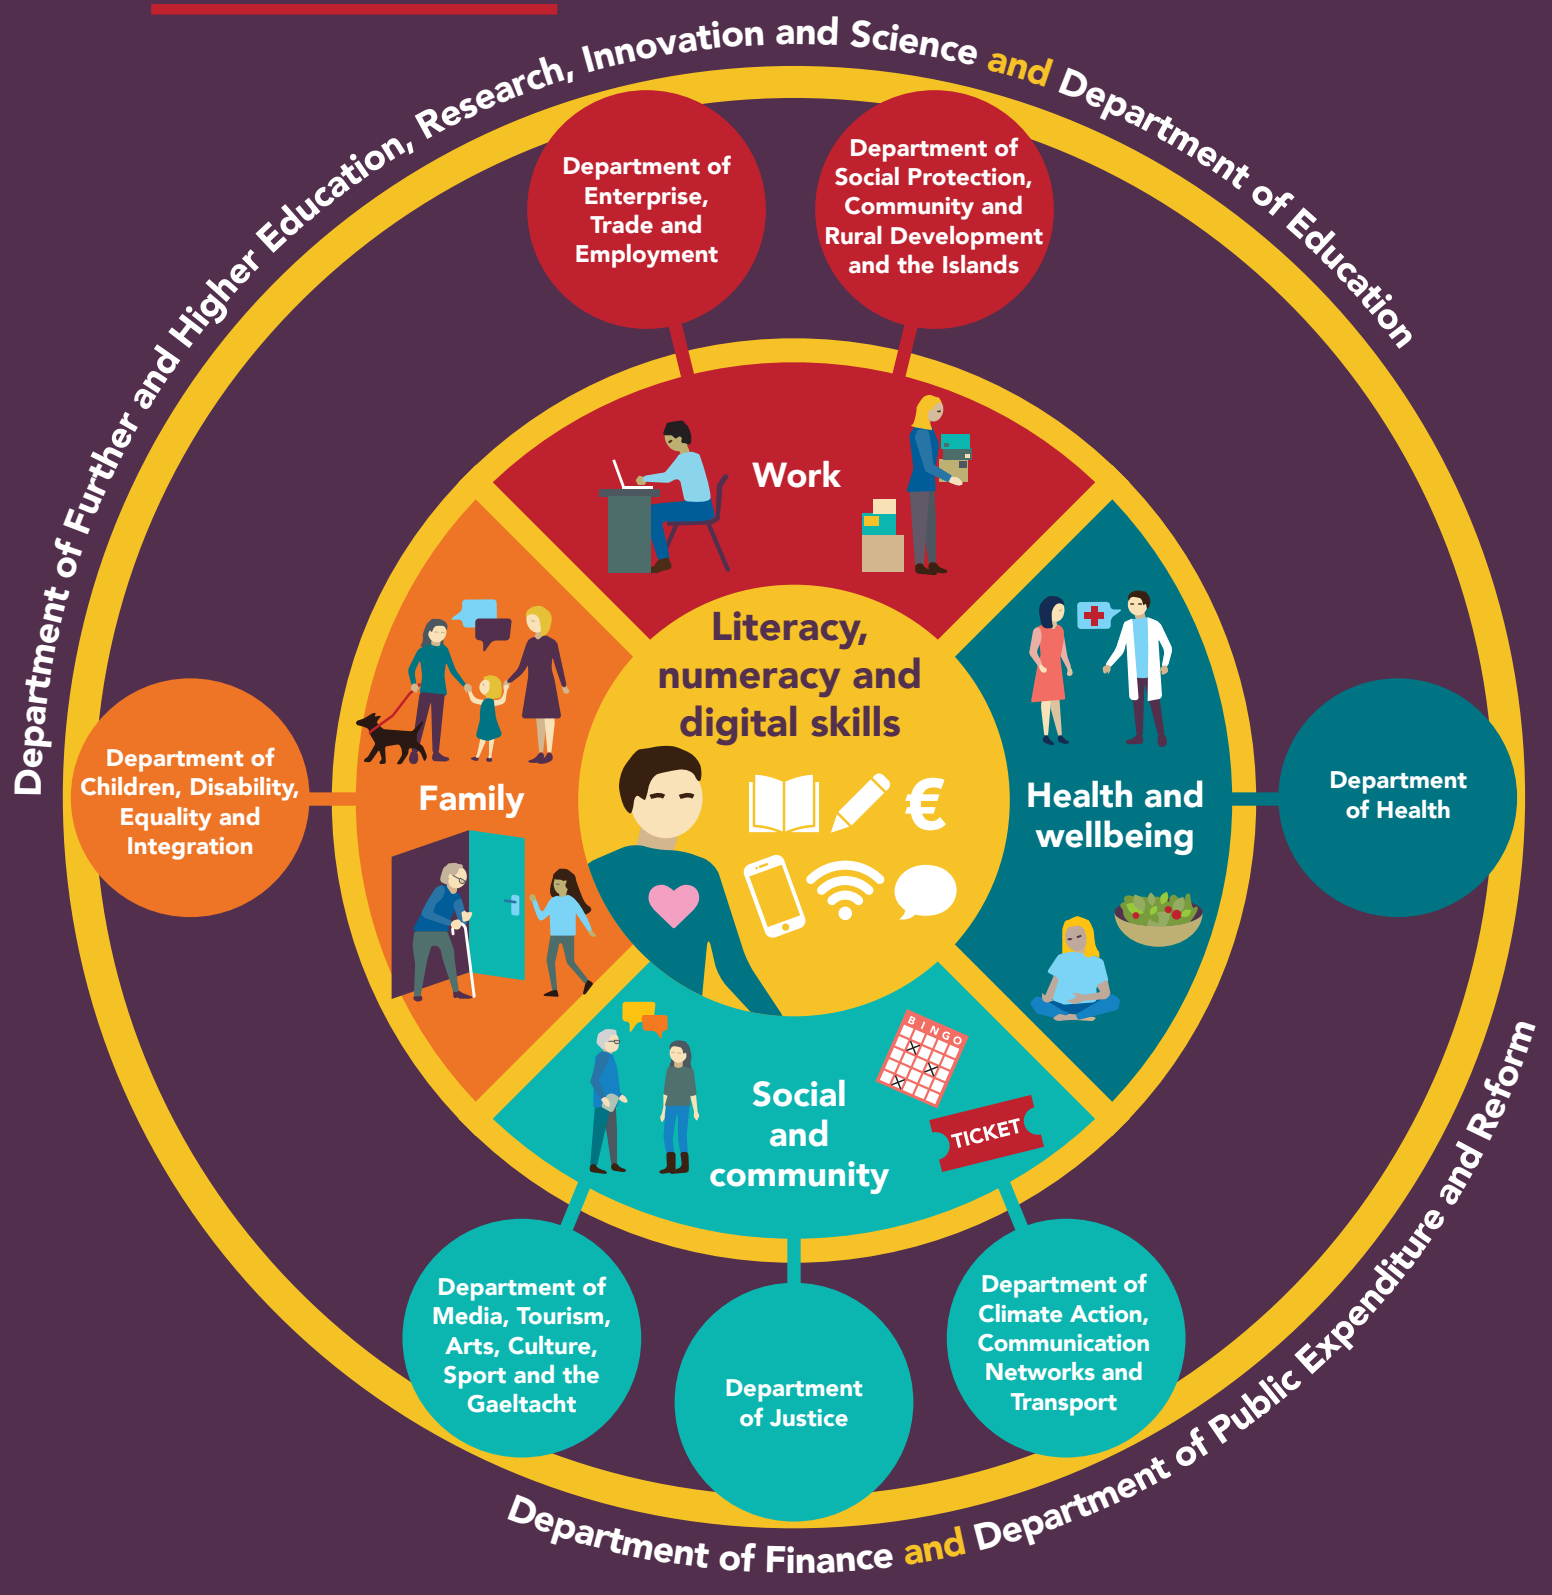 Department of Further and Higher Education, Research, Innovation and Science and Department of Education
Department of
Enterprise,
Trade and
Employment
Department of
Social Protection,
Community and
Rural Development
and the Islands
Work
Literacy,
numeracy and
digital skills
Department of
Children, Disability,
Equality and
Integration
Family
€
Health and
wellbeing
Department
of Health
BINGO
TICKET
Social
and
community
Department of
Media, Tourism,
Arts, Culture,
Sport and the
Gaeltacht
Department
of Justice
Department of
Climate Action,
Communication
Networks and
Transport
Department of Finance and Department of Public Expenditure and Reform